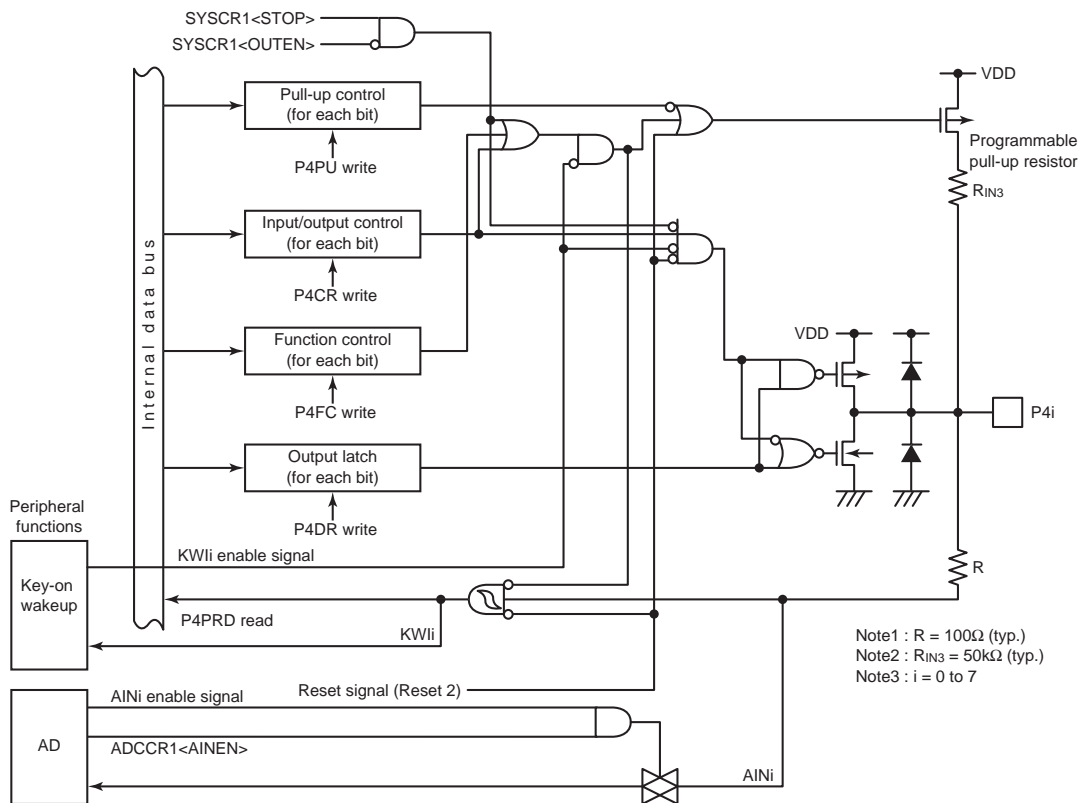 SYSCR1<STOP>
SYSCR1<OUTEN>
VDD
Pull-up control
(for each bit)
P4PU write
Programmable
pull-up resistor
RIN3
Input/output control
(for each bit)
P4CR write
Internal data bus
VDD
Function control
(for each bit)
P4FC write
P4i
Output latch
(for each bit)
P4DR write
Peripheral
functions
KWIi enable signal
Key-on
wakeup
R
P4PRD read
KWIi
Note1 : R = 100Ω (typ.)
Note2 : RIN3 = 50kΩ (typ.)
Note3 : i = 0 to 7
Reset signal (Reset 2)
AINi enable signal
AD
ADCCR1<AINEN>
AINi